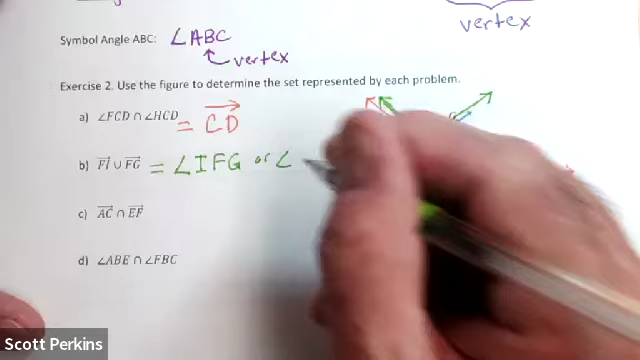 vertex
Symbol Angle ABC: ∠ABC
vertex
Exercise 2. Use the figure to determine the set represented by each problem.
a) ∠FCD ∩ ∠HCD = CD
b) FI ∪ FG = ∠IFG or ∠
c) AC ∩ EF
d) ∠ABE ∩ ∠FBC
Scott Perkins